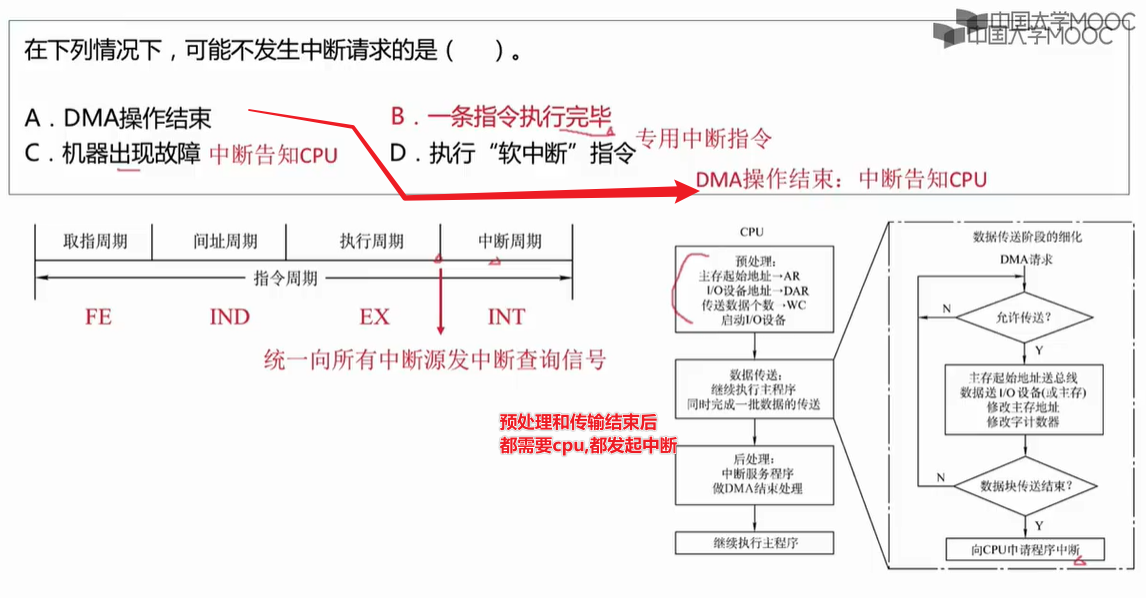 中国大学MOOC
中国大学MOOC
在下列情况下，可能不发生中断请求的是（　　）。
A．DMA操作结束
B．一条指令执行完毕
C．机器出现故障 中断告知CPU
D．执行“软中断”指令 专用中断指令
DMA操作结束：中断告知CPU
取指周期 间址周期 执行周期 中断周期
指令周期
FE IND EX INT
统一向所有中断源发中断查询信号
预处理和传输结束后
都需要cpu,都发起中断
CPU
预处理：
主存起始地址→AR
I/O设备地址→DAR
传送数据个数→WC
启动I/O设备
数据传送：
继续执行主程序
同时完成一批数据的传送
后处理：
中断服务程序
做DMA结束处理
继续执行主程序
数据传送阶段的细化
DMA请求
允许传送？
N
Y
主存起始地址送总线
数据送I/O设备(或主存)
修改主存地址
修改字计数器
数据块传送结束？
N
Y
向CPU申请程序中断